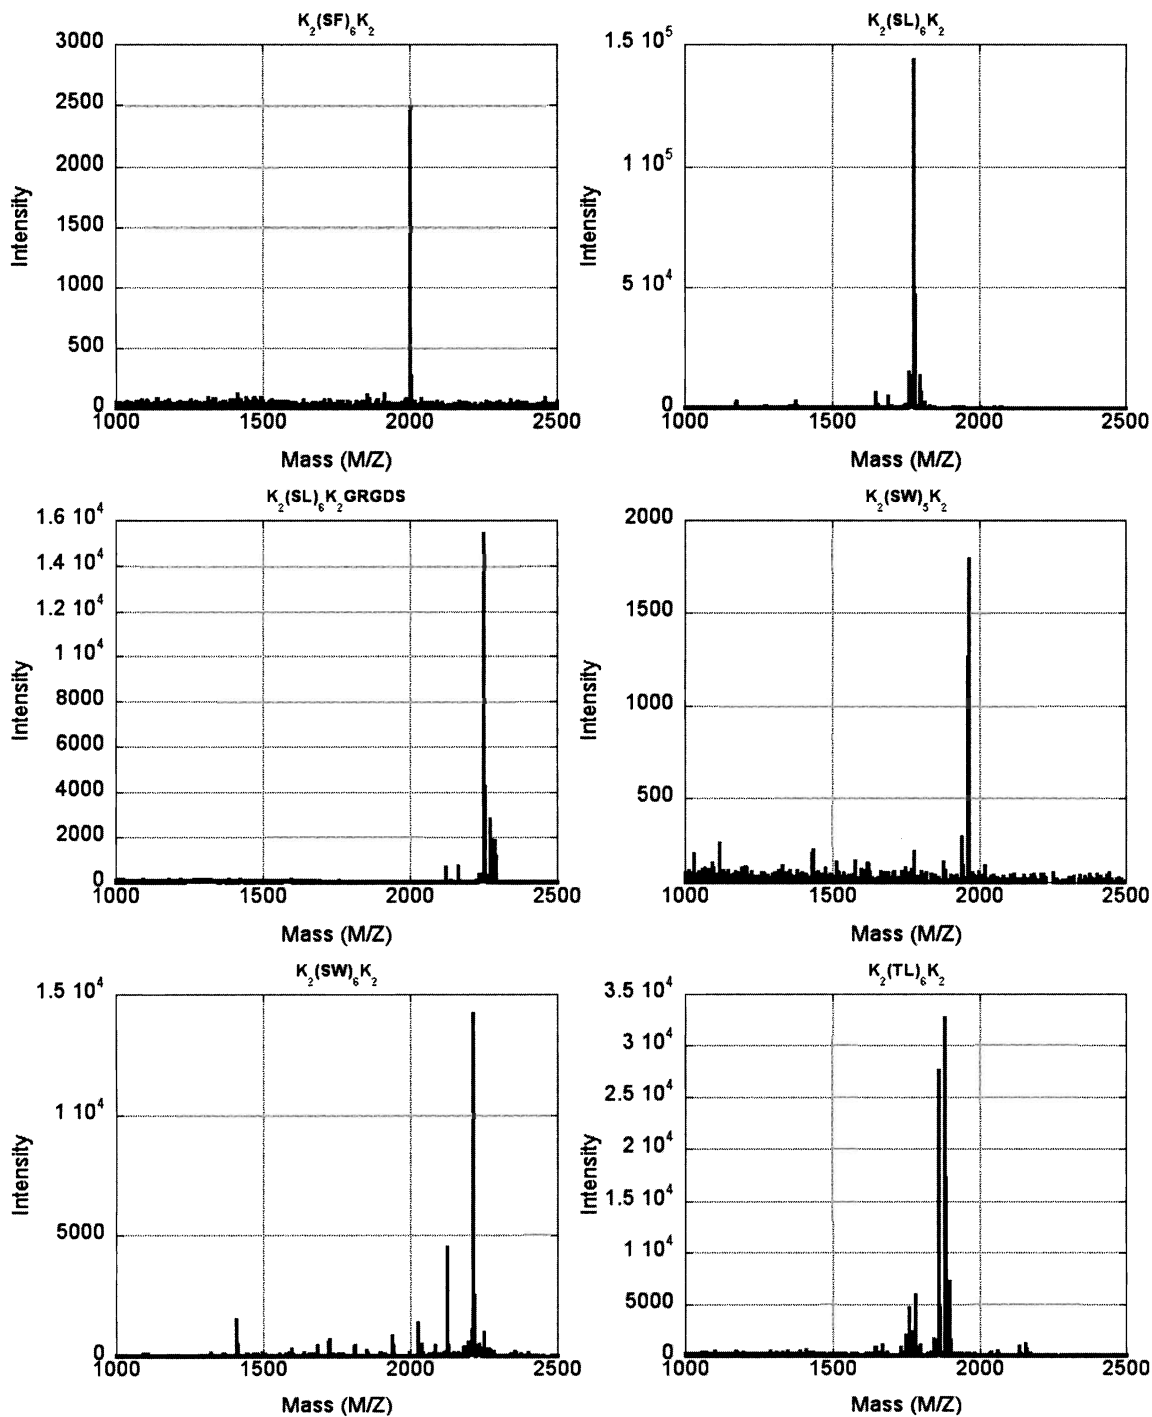 K2(SF)6K2
3000
2500
2000
1500
1000
500
0
Intensity
1000 1500 2000 2500
Mass (M/Z)
K2(SL)6K2
1.5 10^5
1 10^5
5 10^4
0
Intensity
1000 1500 2000 2500
Mass (M/Z)
K2(SL)6K2GRGDS
1.6 10^4
1.4 10^4
1.2 10^4
1 10^4
8000
6000
4000
2000
0
Intensity
1000 1500 2000 2500
Mass (M/Z)
K2(SW)5K2
2000
1500
1000
500
Intensity
1000 1500 2000 2500
Mass (M/Z)
K2(SW)6K2
1.5 10^4
1 10^4
5000
0
Intensity
1000 1500 2000 2500
Mass (M/Z)
K2(TL)6K2
3.5 10^4
3 10^4
2.5 10^4
2 10^4
1.5 10^4
1 10^4
5000
0
Intensity
1000 1500 2000 2500
Mass (M/Z)